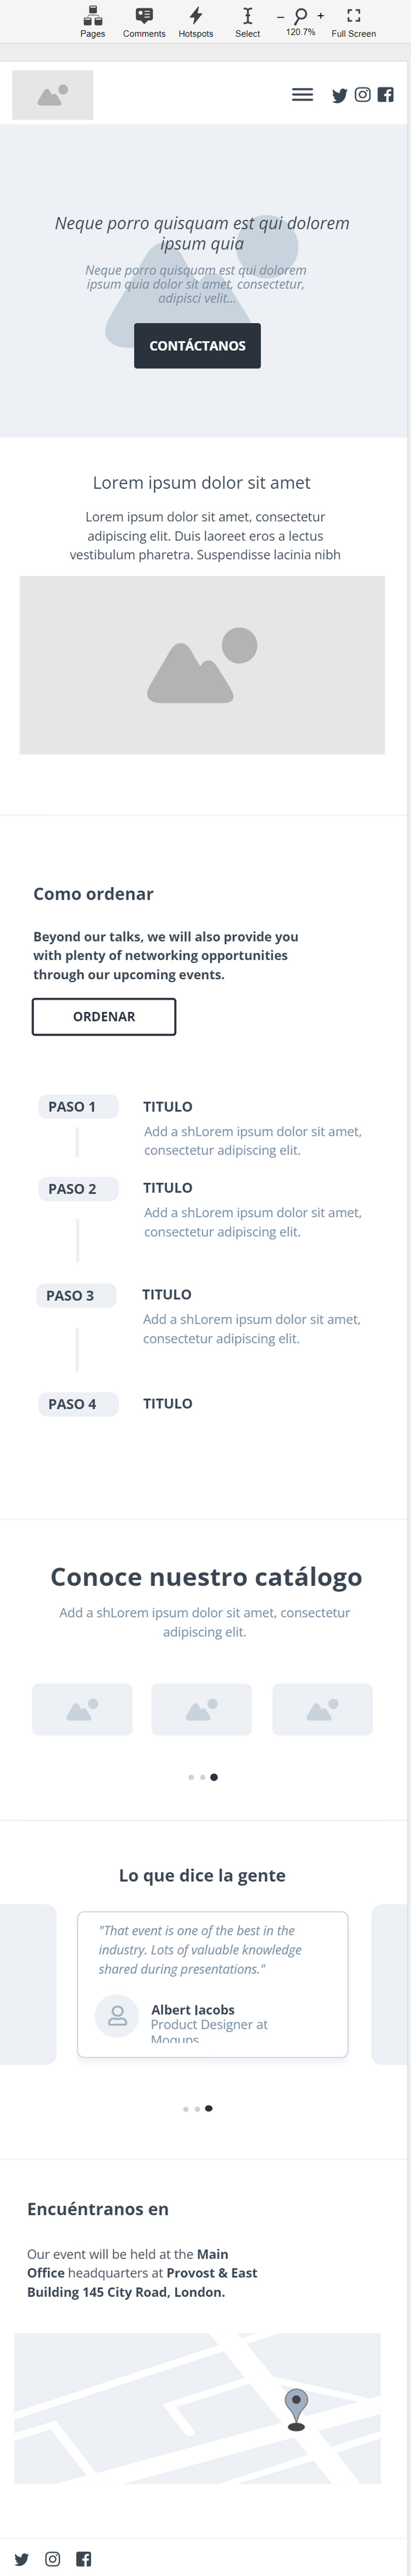 Pages
Comments
Hotspots
Select
– +
120.7%
Full Screen
Neque porro quisquam est qui dolorem
ipsum quia
Neque porro quisquam est qui dolorem
ipsum quia dolor sit amet, consectetur,
adipisci velit...
CONTÁCTANOS
Lorem ipsum dolor sit amet
Lorem ipsum dolor sit amet, consectetur
adipiscing elit. Duis laoreet eros a lectus
vestibulum pharetra. Suspendisse lacinia nibh
Como ordenar
Beyond our talks, we will also provide you
with plenty of networking opportunities
through our upcoming events.
ORDENAR
PASO 1
TITULO
Add a shLorem ipsum dolor sit amet,
consectetur adipiscing elit.
PASO 2
TITULO
Add a shLorem ipsum dolor sit amet,
consectetur adipiscing elit.
PASO 3
TITULO
Add a shLorem ipsum dolor sit amet,
consectetur adipiscing elit.
PASO 4
TITULO
Conoce nuestro catálogo
Add a shLorem ipsum dolor sit amet, consectetur
adipiscing elit.
Lo que dice la gente
"That event is one of the best in the
industry. Lots of valuable knowledge
shared during presentations."
Albert Jacobs
Product Designer at
Encuéntranos en
Our event will be held at the Main
Office headquarters at Provost & East
Building 145 City Road, London.